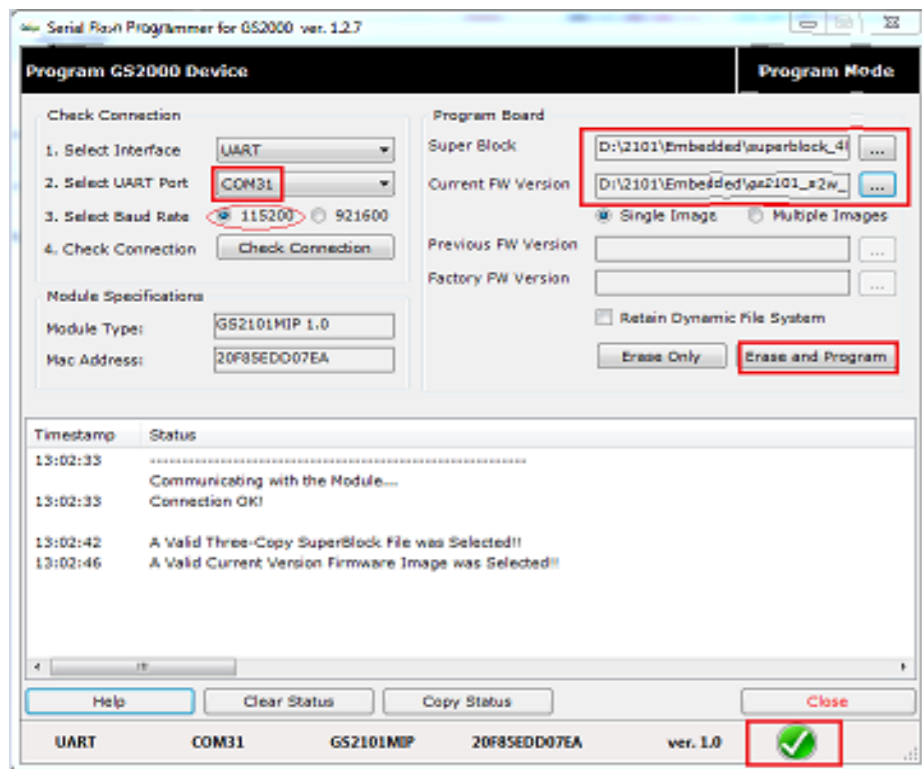 Serial Flash Programmer for GS2000 ver. 1.2.7
Program GS2000 Device
Program Mode
Check Connection
1. Select Interface
UART
2. Select UART Port
COM31
3. Select Baud Rate
115200
921600
4. Check Connection
Check Connection
Module Specifications
Module Type:
GS2101MIP 1.0
Mac Address:
20F85EDD07EA
Program Board
Super Block
D:\2101\Embedded\superblock_4
...
Current FW Version
D:\2101\Embedded\gs2101_s2w_
...
Single Image
Multiple Images
Previous FW Version
...
Factory FW Version
...
Retain Dynamic File System
Erase Only
Erase and Program
Timestamp Status
13:02:33 ----------------------------------------------------------
Communicating with the Module...
13:02:33 Connection OK!
13:02:42 A Valid Three-Copy SuperBlock File was Selected!!
13:02:46 A Valid Current Version Firmware Image was Selected!!
Help
Clear Status
Copy Status
Close
UART COM31 GS2101MIP 20F85EDD07EA ver. 1.0